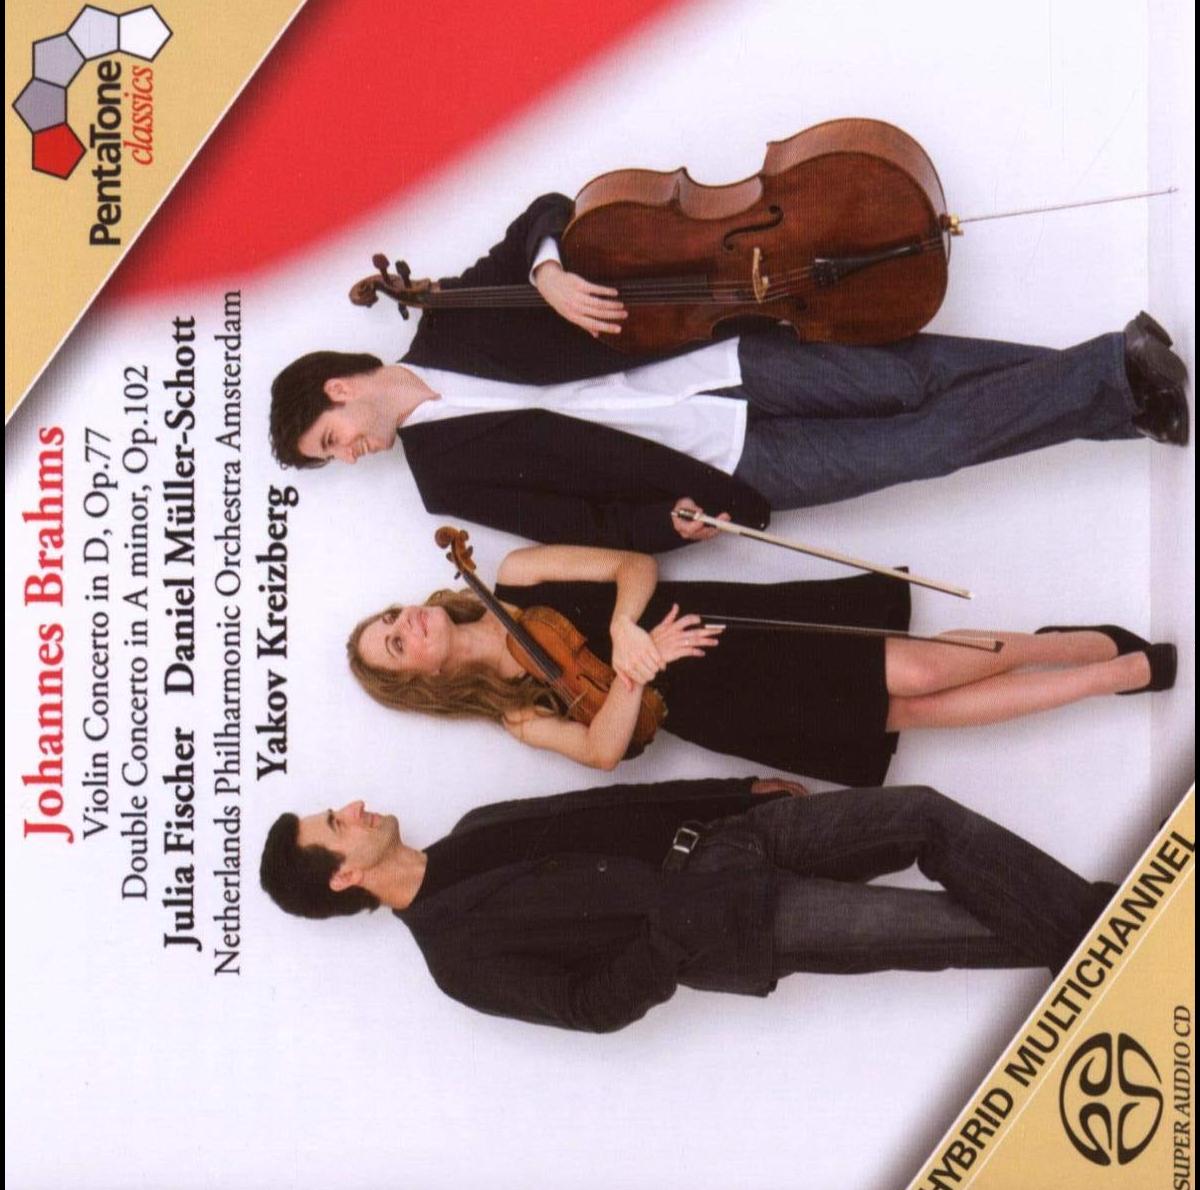 PentaTone
classics
Johannes Brahms
Violin Concerto in D, Op.77
Double Concerto in A minor, Op.102
Julia Fischer Daniel Müller-Schott
Netherlands Philharmonic Orchestra Amsterdam
Yakov Kreizberg
HYBRID MULTICHANNEL
SUPER AUDIO CD